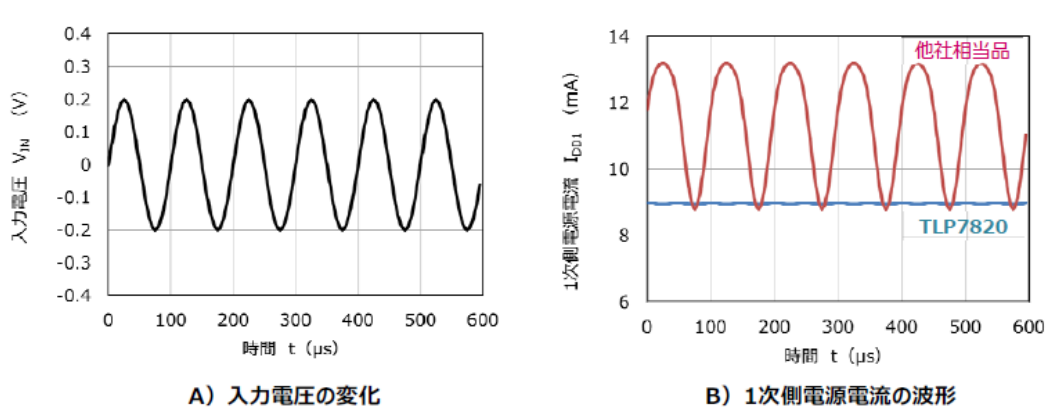 0.4
0.3
0.2
0.1
0
-0.1
-0.2
-0.3
-0.4
入力電圧 VIN (V)
0 100 200 300 400 500 600
時間 t (μs)
A）入力電圧の変化
14
12
10
8
6
1次側電源電流 IDD1 (mA)
他社相当品
TLP7820
0 100 200 300 400 500 600
時間 t (μs)
B）1次側電源電流の波形